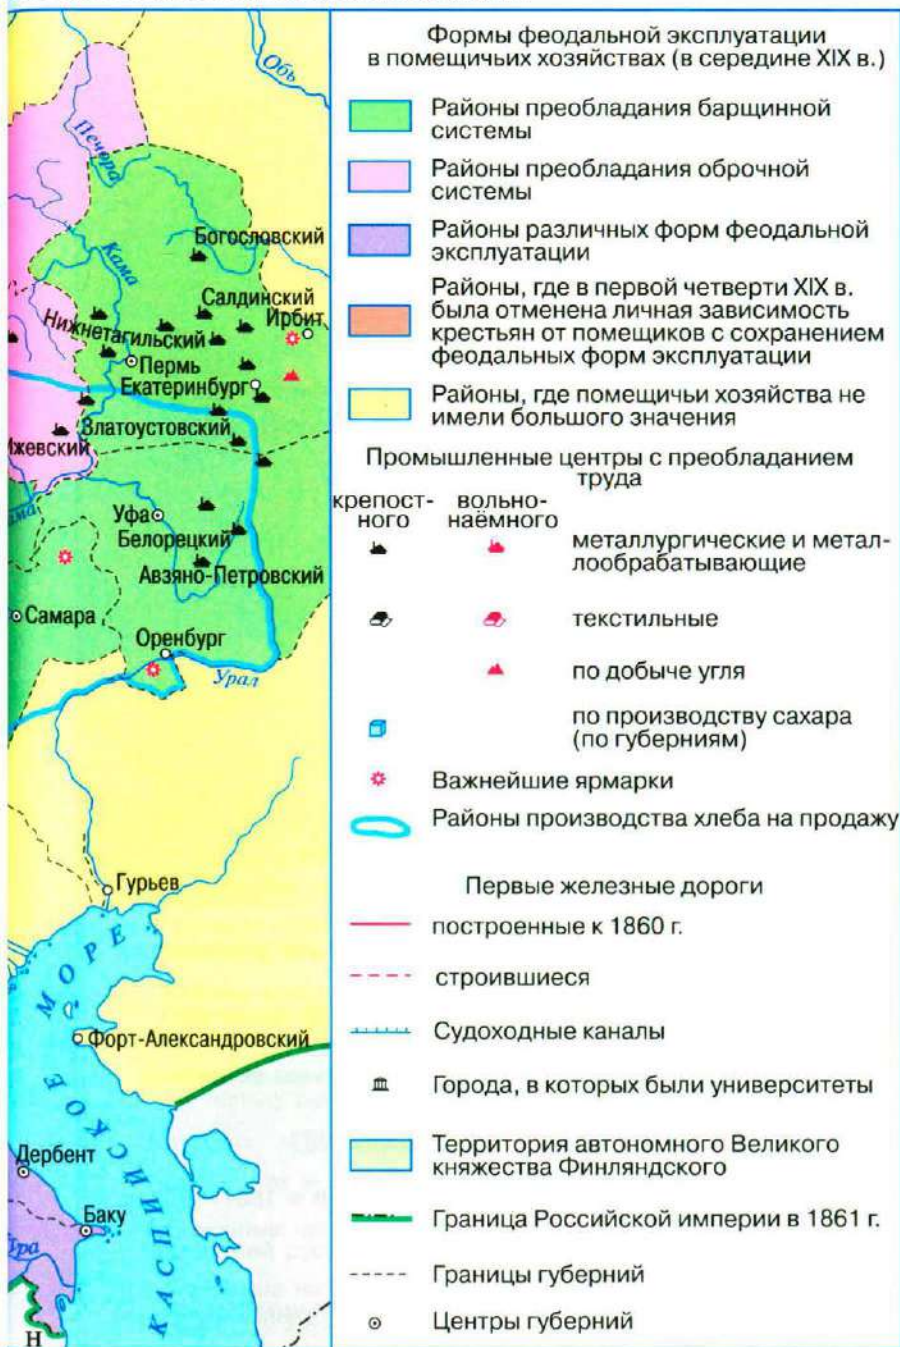 Обь
Печора
Кама
Богословский
Салдинский
Ирбит
Нижнетагильский
Пермь
Екатеринбург
Златоустовский
Ижевский
Уфа
Белорецкий
Авзяно-Петровский
Самара
Оренбург
Урал
Гурьев
КАСПИЙСКОЕ МОРЕ
Форт-Александровский
Дербент
Баку
Н
Формы феодальной эксплуатации
в помещичьих хозяйствах (в середине XIX в.)
Районы преобладания барщинной
системы
Районы преобладания оброчной
системы
Районы различных форм феодальной
эксплуатации
Районы, где в первой четверти XIX в.
была отменена личная зависимость
крестьян от помещиков с сохранением
феодальных форм эксплуатации
Районы, где помещичьи хозяйства не
имели большого значения
Промышленные центры с преобладанием
труда
крепост-
ного
вольно-
наёмного
металлургические и метал-
лообрабатывающие
текстильные
по добыче угля
по производству сахара
(по губерниям)
Важнейшие ярмарки
Районы производства хлеба на продажу
Первые железные дороги
построенные к 1860 г.
строившиеся
Судоходные каналы
Города, в которых были университеты
Территория автономного Великого
княжества Финляндского
Граница Российской империи в 1861 г.
Границы губерний
Центры губерний